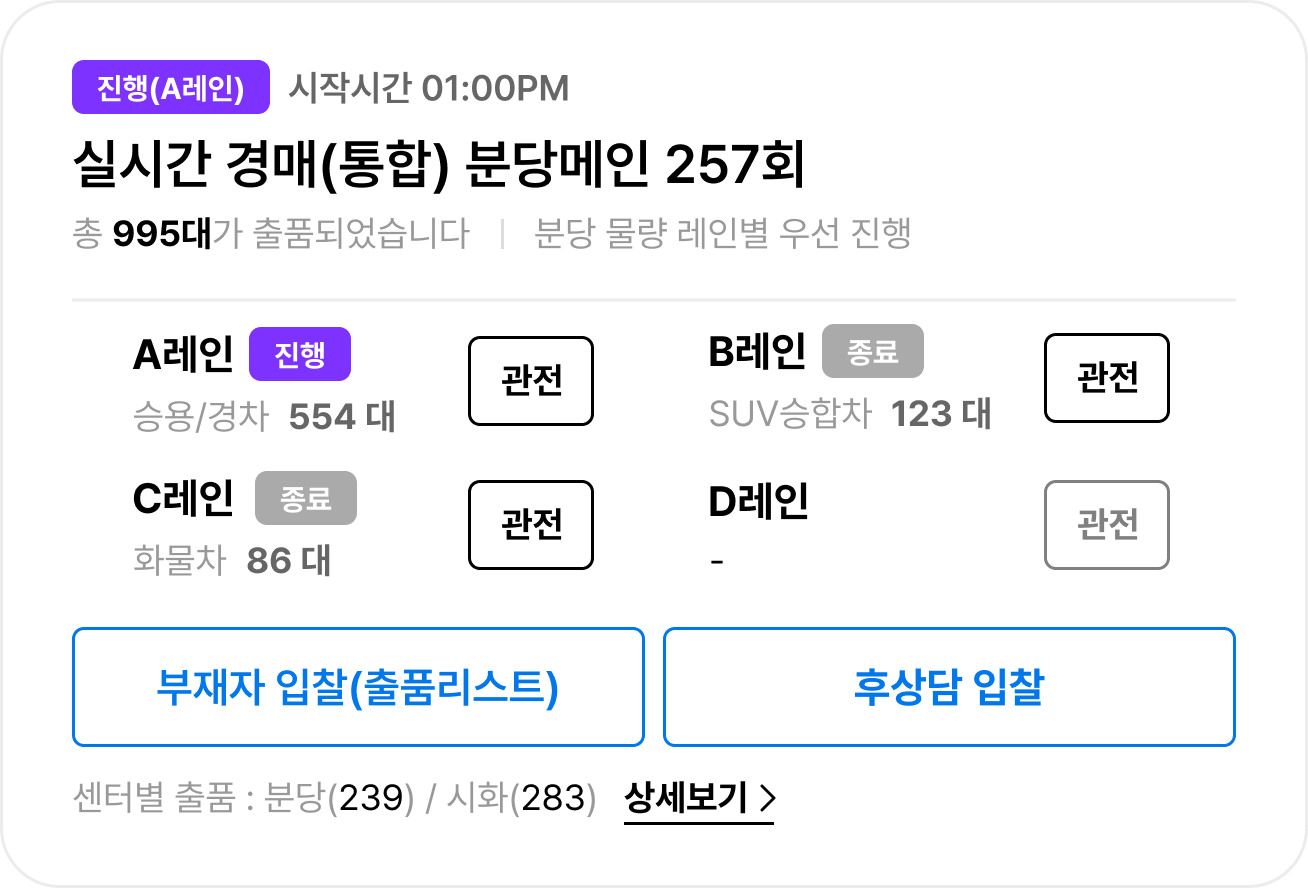 진행(A레인) 시작시간 01:00PM
실시간 경매(통합) 분당메인 257회
총 995대가 출품되었습니다 | 분당 물량 레인별 우선 진행
A레인 진행
승용/경차 554 대
관전
B레인 종료
SUV승합차 123 대
관전
C레인 종료
화물차 86 대
관전
D레인
-
관전
부재자 입찰(출품리스트)
후상담 입찰
센터별 출품 : 분당(239) / 시화(283) 상세보기 >